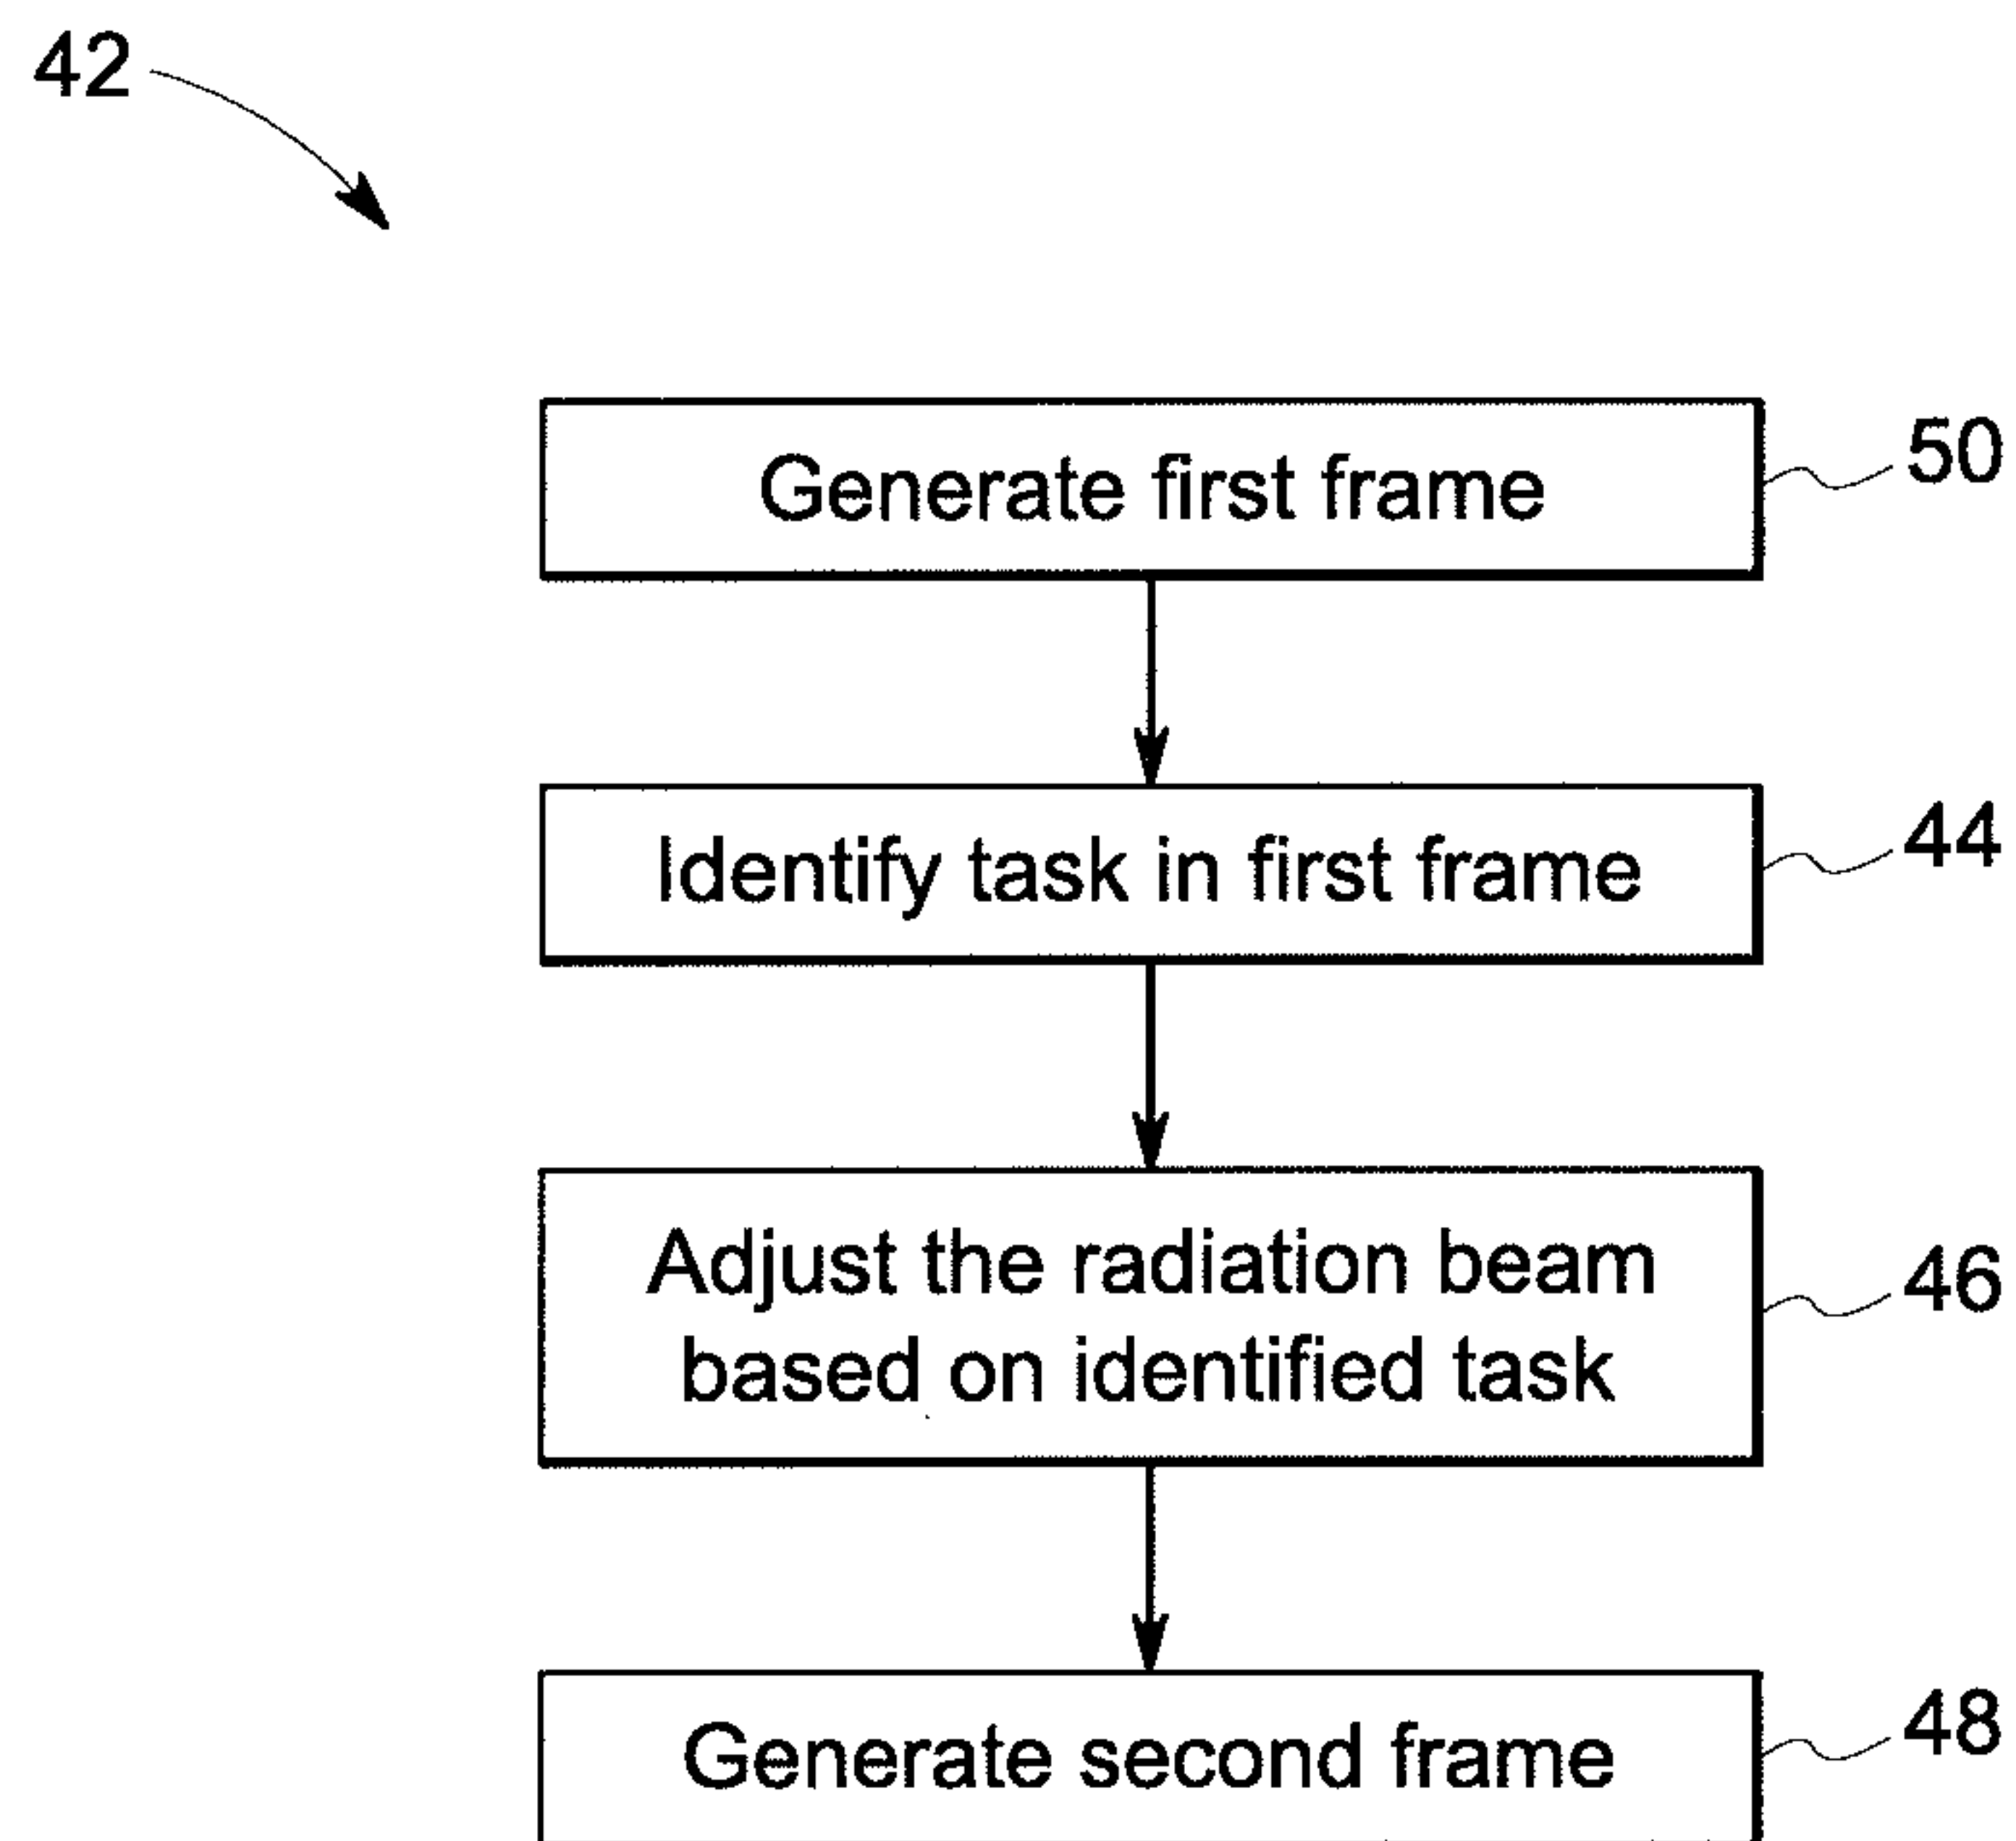 42
Generate first frame
50
Identify task in first frame
44
Adjust the radiation beam
based on identified task
46
Generate second frame
48